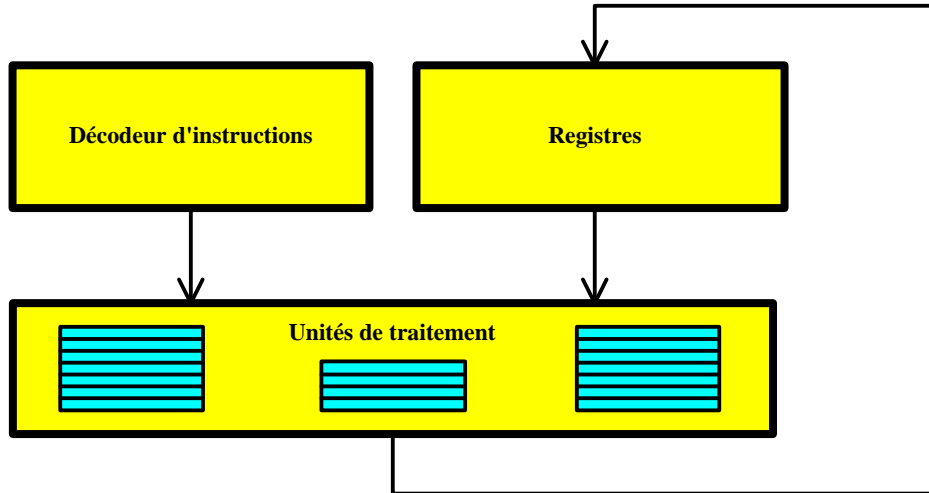 Décodeur d'instructions
Registres
Unités de traitement